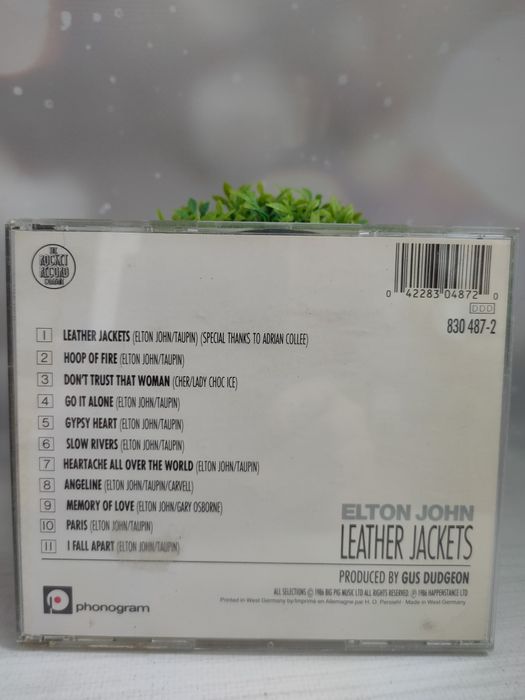 THE
ROCKET
RECORD
COMPANY
0 42283 04872 0
DDD
830 487-2
1 LEATHER JACKETS (ELTON JOHN/TAUPIN) (SPECIAL THANKS TO ADRIAN COLLEE)
2 HOOP OF FIRE (ELTON JOHN/TAUPIN)
3 DON'T TRUST THAT WOMAN (CHER/LADY CHOC ICE)
4 GO IT ALONE (ELTON JOHN/TAUPIN)
5 GYPSY HEART (ELTON JOHN/TAUPIN)
6 SLOW RIVERS (ELTON JOHN/TAUPIN)
7 HEARTACHE ALL OVER THE WORLD (ELTON JOHN/TAUPIN)
8 ANGELINE (ELTON JOHN/TAUPIN/CARVELL)
9 MEMORY OF LOVE (ELTON JOHN/GARY OSBORNE)
10 PARIS (ELTON JOHN/TAUPIN)
11 I FALL APART (ELTON JOHN/TAUPIN)
ELTON JOHN
LEATHER JACKETS
PRODUCED BY GUS DUDGEON
ALL SELECTIONS © 1986 BIG PIG MUSIC LTD ALL RIGHTS RESERVED. ℗ 1986 HAPPENSTANCE LTD
Printed in West Germany by/Imprimé en Allemagne par H. O. Persiehl · Made in West Germany
phonogram